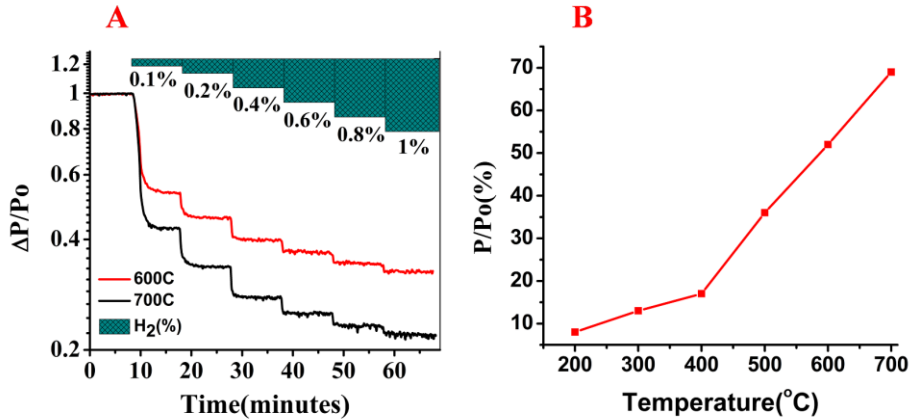 A
B
1.2
1
0.8
0.6
0.4
0.2
ΔP/Po
0.1%
0.2%
0.4%
0.6%
0.8%
1%
600C
700C
H₂(%)
0 10 20 30 40 50 60
Time(minutes)
70
60
50
40
30
20
10
P/Po(%)
200 300 400 500 600 700
Temperature(°C)